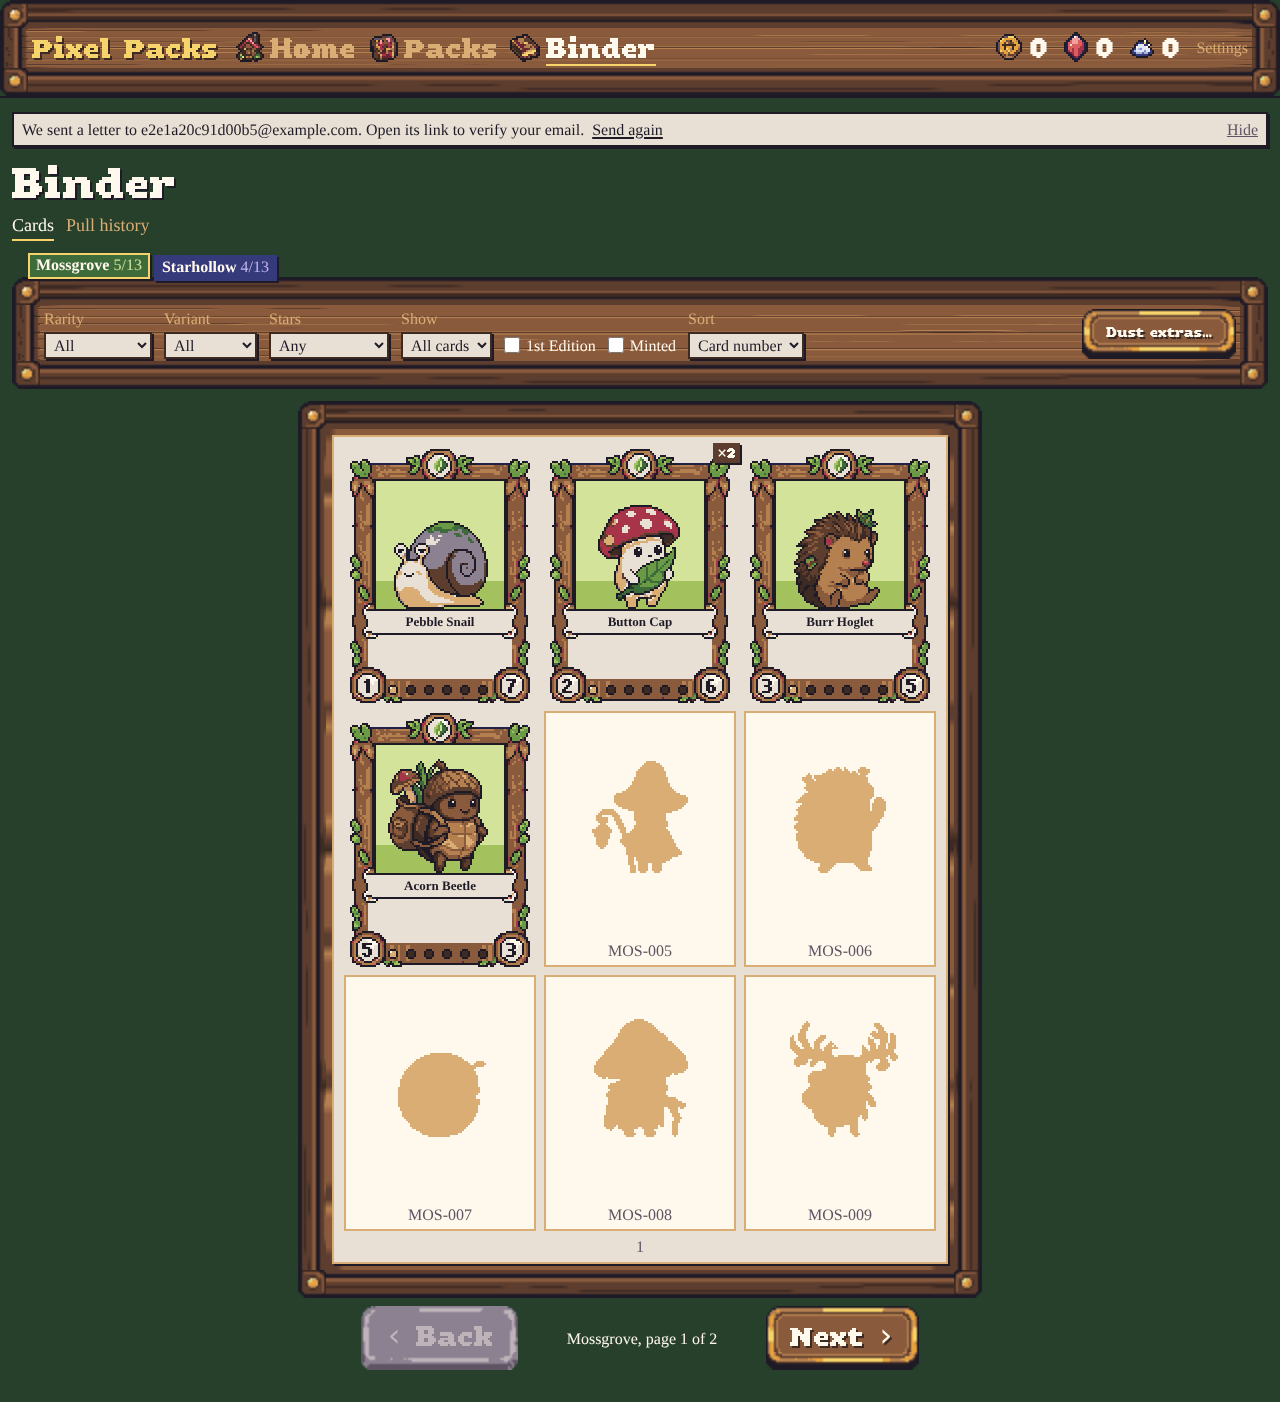 Pixel Packs Home Packs Binder 0 0 0 Settings
We sent a letter to e2e1a20c91d00b5@example.com. Open its link to verify your email. Send again Hide
Binder
Cards Pull history
Mossgrove 5/13 Starhollow 4/13
Rarity Variant Stars Show Sort
All All Any All cards 1st Edition Minted Card number Dust extras...
×2
Pebble Snail Button Cap Burr Hoglet
1 7 2 6 3 5
Acorn Beetle
5 3 MOS-005 MOS-006
MOS-007 MOS-008 MOS-009
1
‹ Back Mossgrove, page 1 of 2 Next ›